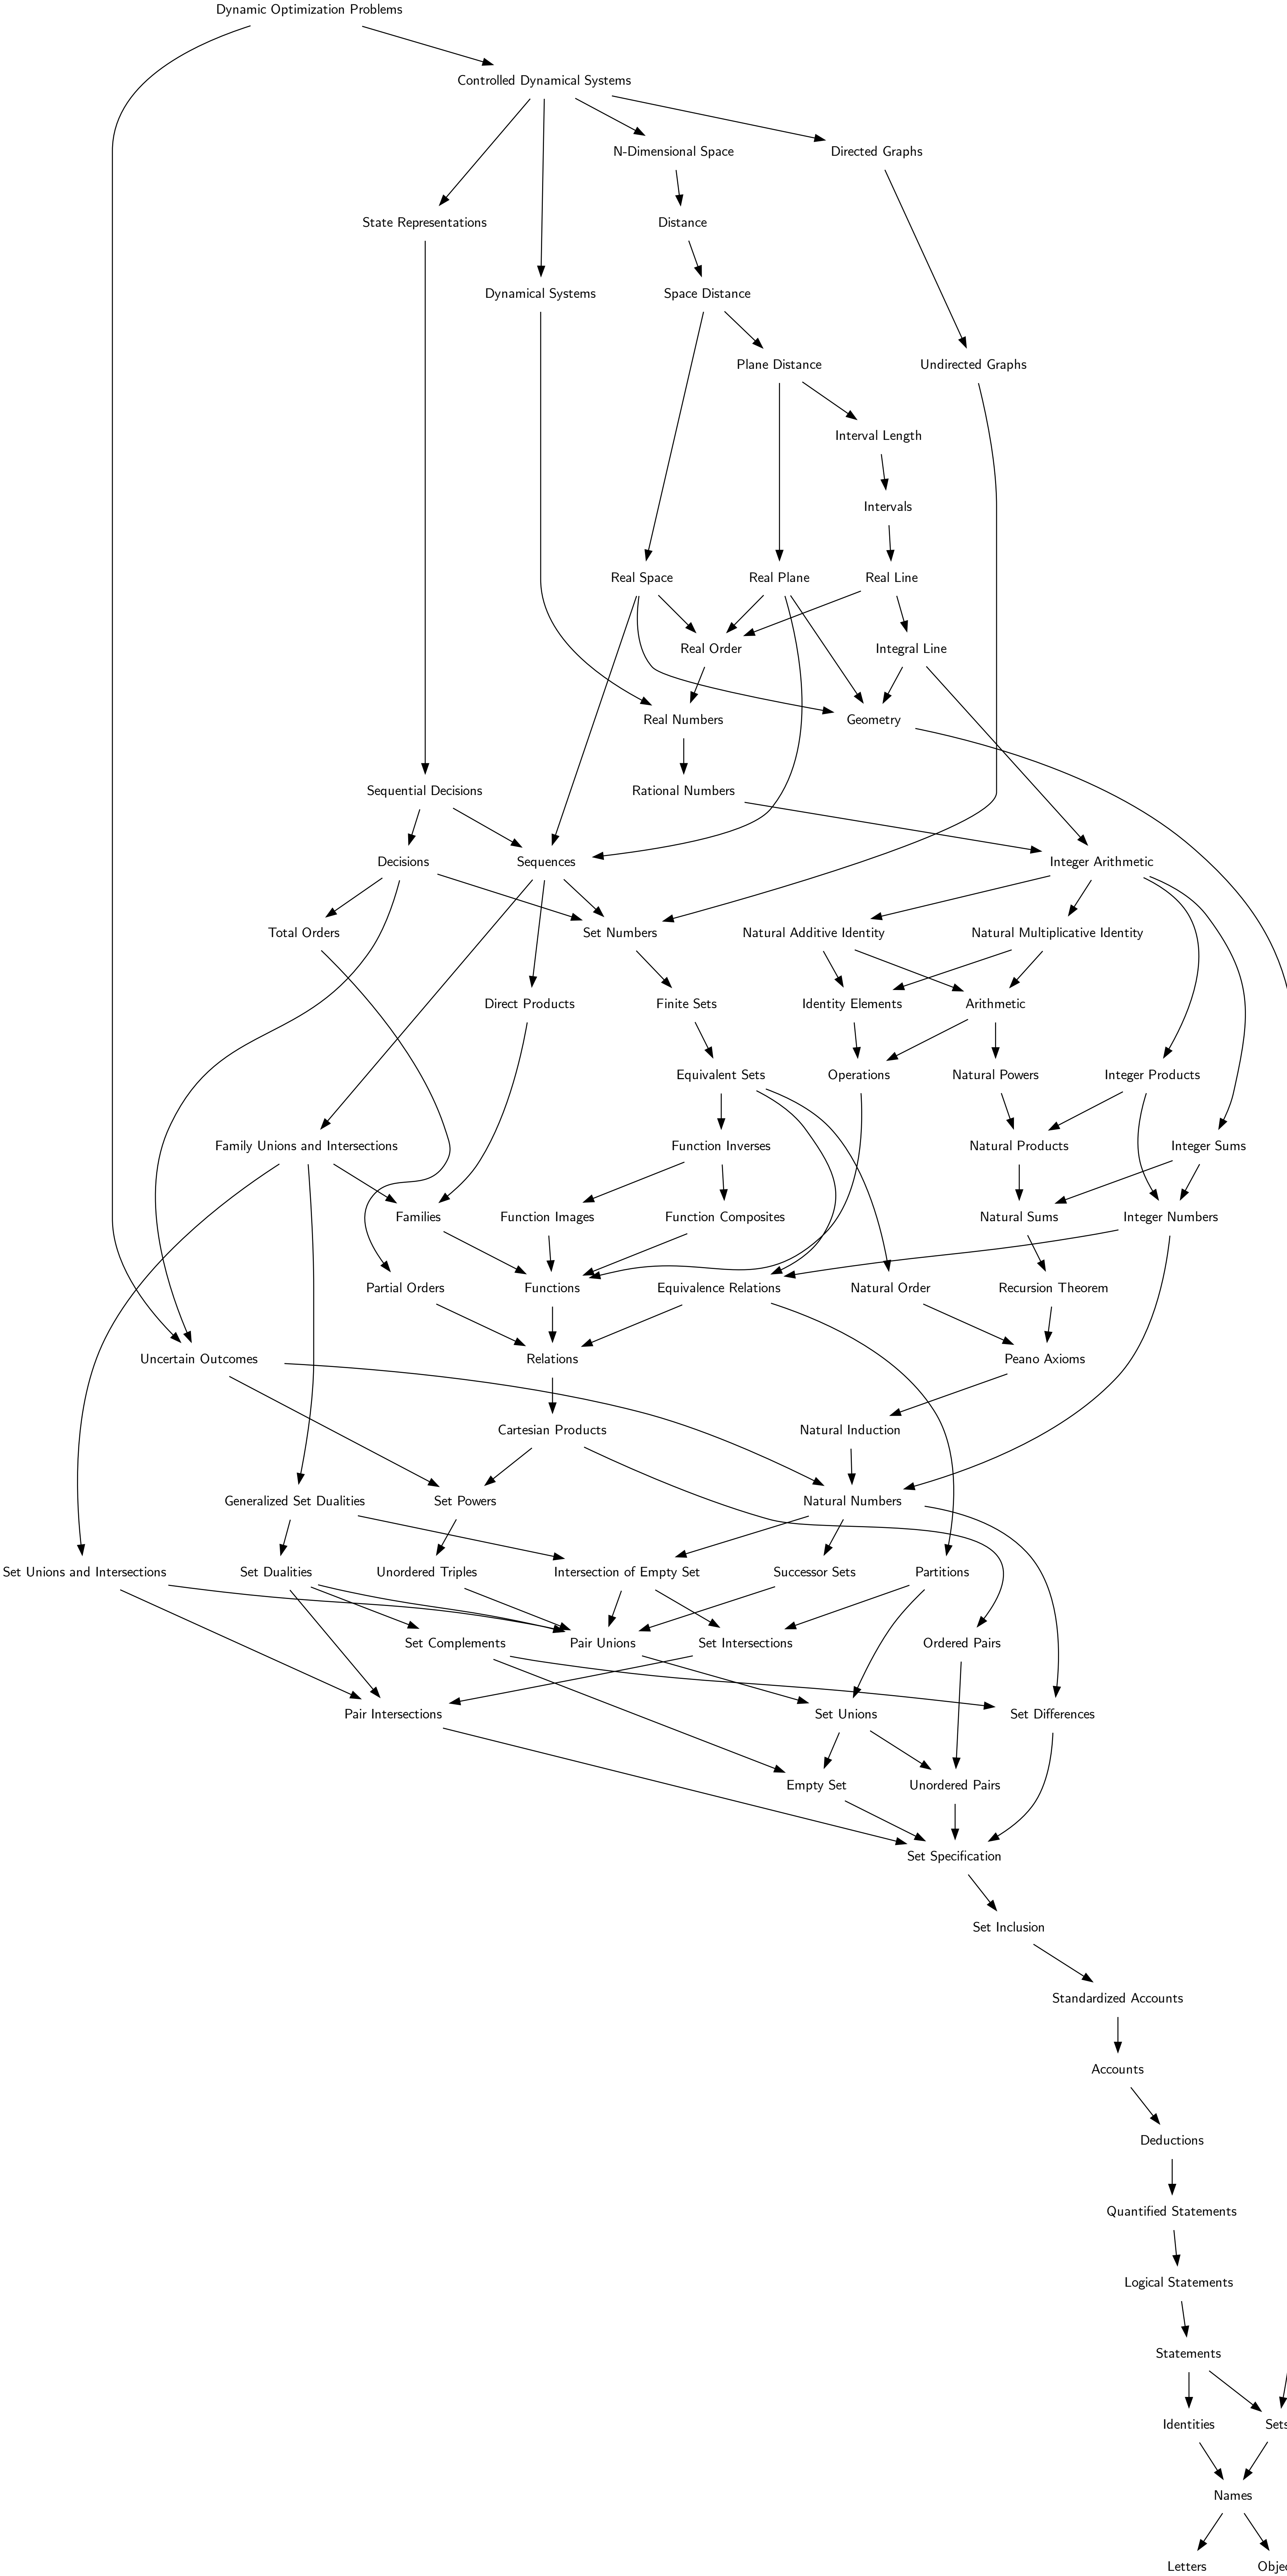 Dynamic Optimization Problems
Controlled Dynamical Systems
N-Dimensional Space
Directed Graphs
State Representations
Distance
Dynamical Systems
Space Distance
Plane Distance
Undirected Graphs
Interval Length
Intervals
Real Space
Real Plane
Real Line
Real Order
Integral Line
Real Numbers
Geometry
Sequential Decisions
Rational Numbers
Decisions
Sequences
Integer Arithmetic
Total Orders
Set Numbers
Natural Additive Identity
Natural Multiplicative Identity
Direct Products
Finite Sets
Identity Elements
Arithmetic
Equivalent Sets
Operations
Natural Powers
Integer Products
Family Unions and Intersections
Function Inverses
Natural Products
Integer Sums
Families
Function Images
Function Composites
Natural Sums
Integer Numbers
Partial Orders
Functions
Equivalence Relations
Natural Order
Recursion Theorem
Uncertain Outcomes
Relations
Peano Axioms
Cartesian Products
Natural Induction
Generalized Set Dualities
Set Powers
Natural Numbers
Set Unions and Intersections
Set Dualities
Unordered Triples
Intersection of Empty Set
Successor Sets
Partitions
Set Complements
Pair Unions
Set Intersections
Ordered Pairs
Pair Intersections
Set Unions
Set Differences
Empty Set
Unordered Pairs
Set Specification
Set Inclusion
Standardized Accounts
Accounts
Deductions
Quantified Statements
Logical Statements
Statements
Identities
Sets
Names
Letters